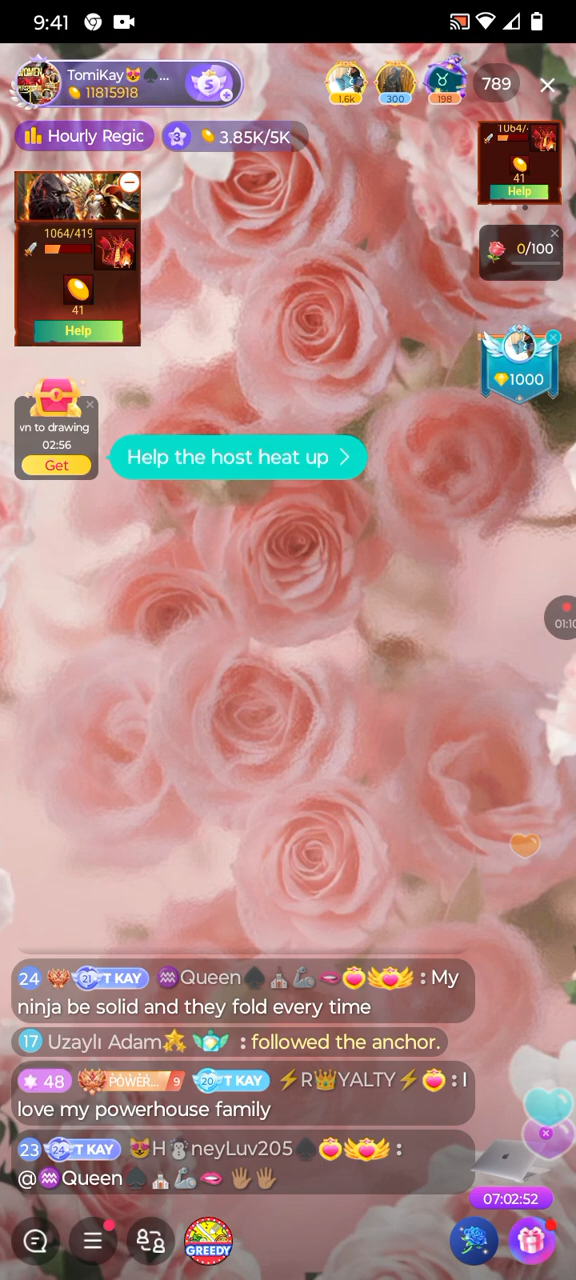 9:41
TomiKay😻♠️...
11815918
S
1.6k
300
198
789
Hourly Regic
3
3.85K/5K
1064/4
41
Help
1064/419
41
Help
0/100
1000
vn to drawing
02:56
Get
Help the host heat up
01:10
24 21 T KAY ♒Queen♠️⛪🦾🫦 : My
ninja be solid and they fold every time
17 Uzaylı Adam🌟 : followed the anchor.
48 POWER... 9 20 T KAY ⚡R👑YALTY⚡ : I
love my powerhouse family
23 24 T KAY 😻H☃️neyLuv205♠️ :
@♒Queen♠️⛪🦾🫦 🖐🏽🖐🏽
07:02:52
GREEDY